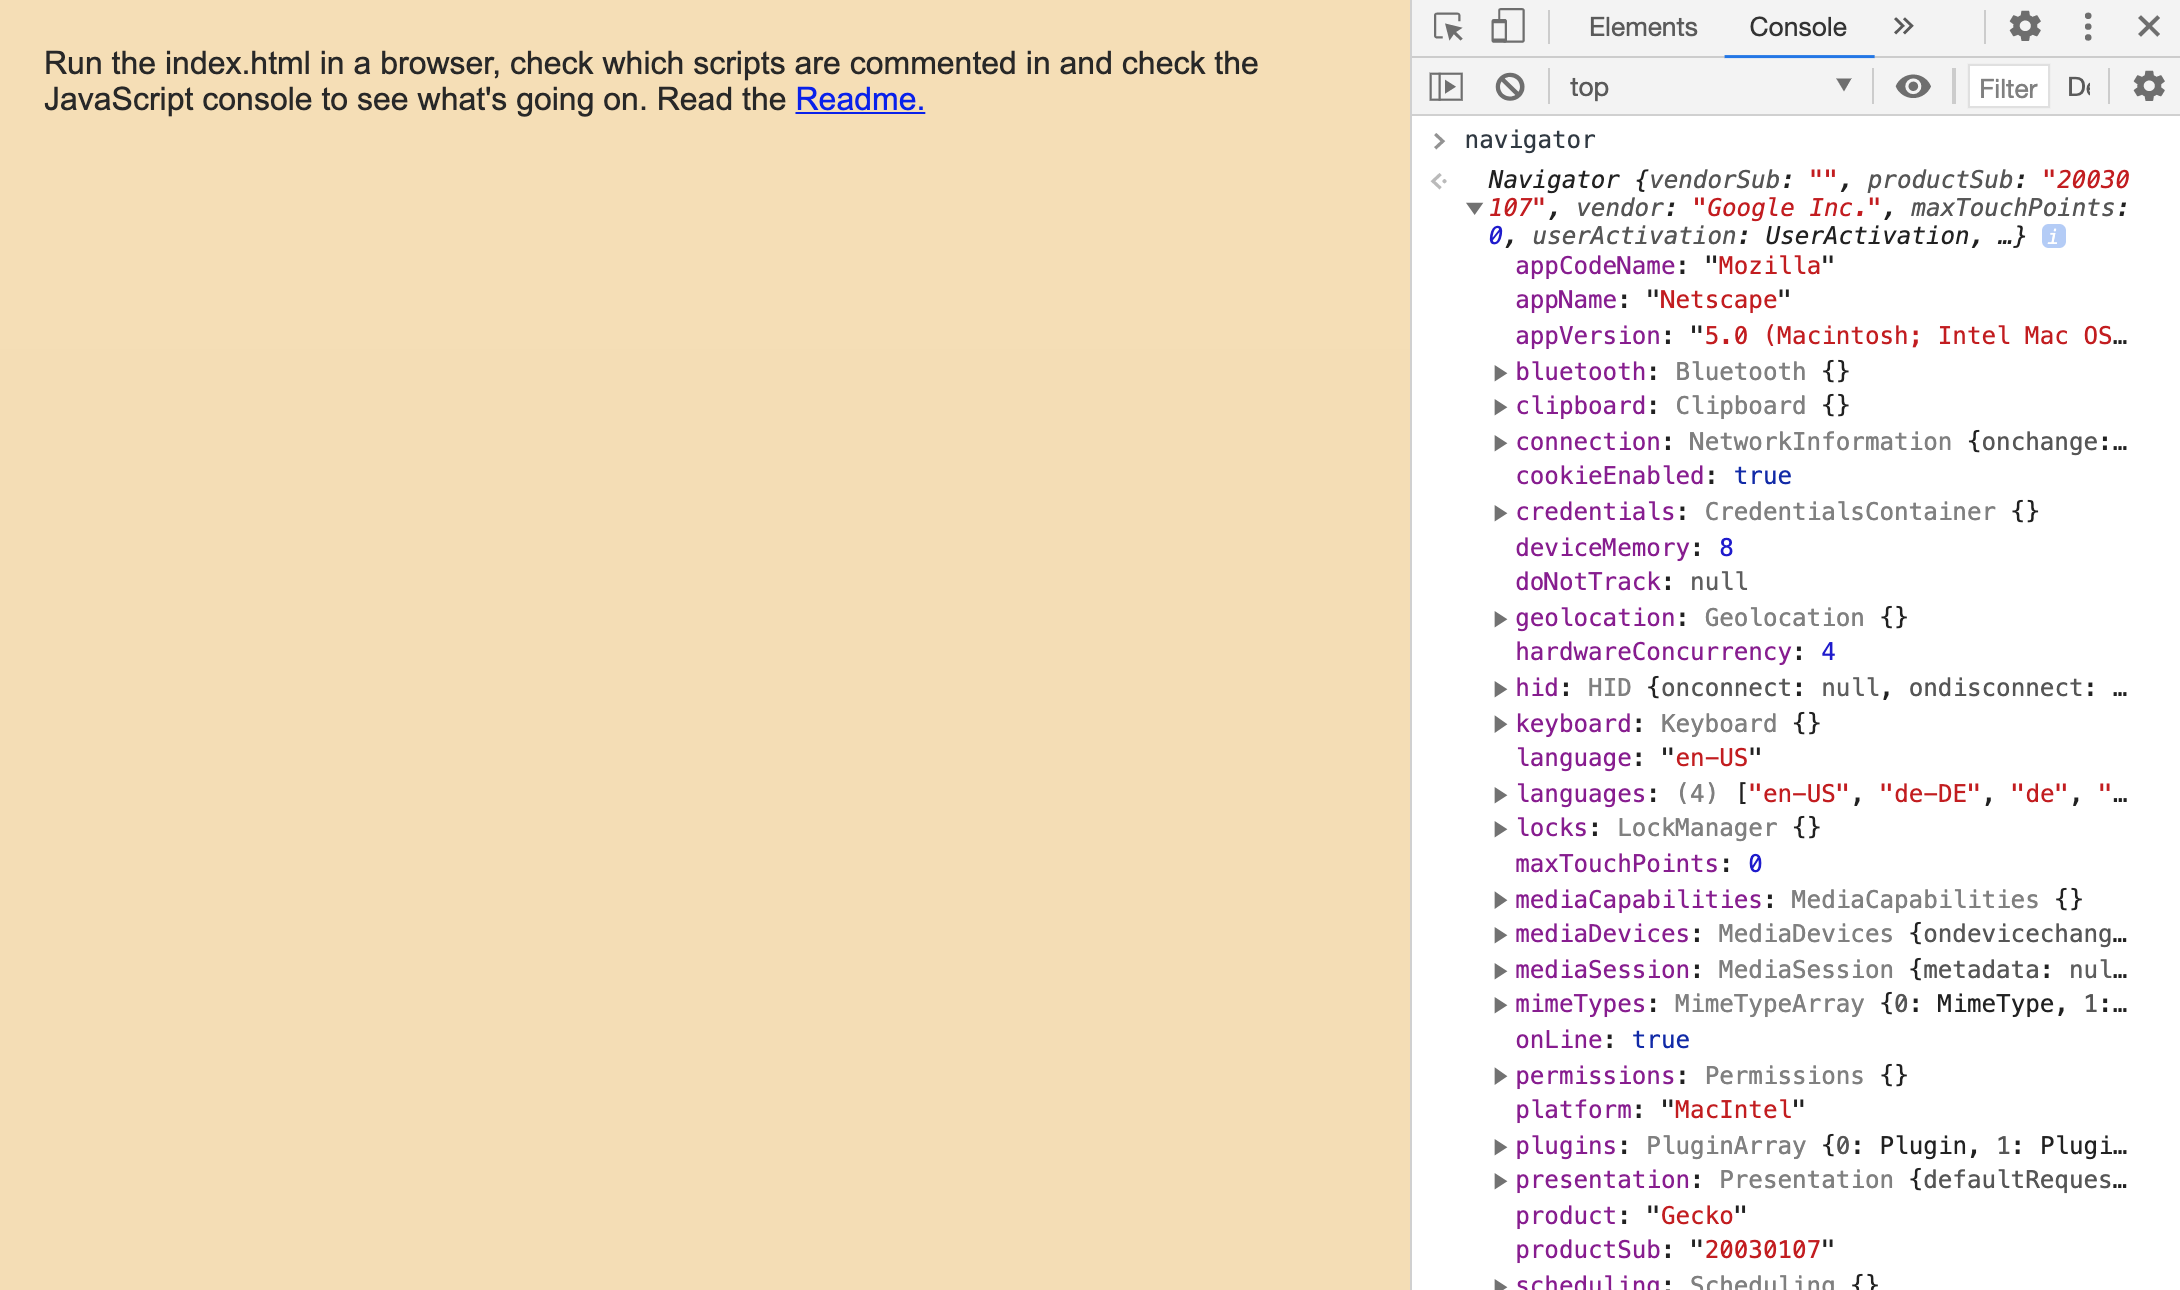 Run the index.html in a browser, check which scripts are commented in and check the
JavaScript console to see what's going on. Read the Readme.
Elements Console »
top Filter
navigator
Navigator {vendorSub: "", productSub: "20030
107", vendor: "Google Inc.", maxTouchPoints:
0, userActivation: UserActivation, …} i
appCodeName: "Mozilla"
appName: "Netscape"
appVersion: "5.0 (Macintosh; Intel Mac OS…
bluetooth: Bluetooth {}
clipboard: Clipboard {}
connection: NetworkInformation {onchange:…
cookieEnabled: true
credentials: CredentialsContainer {}
deviceMemory: 8
doNotTrack: null
geolocation: Geolocation {}
hardwareConcurrency: 4
hid: HID {onconnect: null, ondisconnect: …
keyboard: Keyboard {}
language: "en-US"
languages: (4) ["en-US", "de-DE", "de", "…
locks: LockManager {}
maxTouchPoints: 0
mediaCapabilities: MediaCapabilities {}
mediaDevices: MediaDevices {ondevicechang…
mediaSession: MediaSession {metadata: nul…
mimeTypes: MimeTypeArray {0: MimeType, 1:…
onLine: true
permissions: Permissions {}
platform: "MacIntel"
plugins: PluginArray {0: Plugin, 1: Plugi…
presentation: Presentation {defaultReques…
product: "Gecko"
productSub: "20030107"
scheduling: Scheduling {}